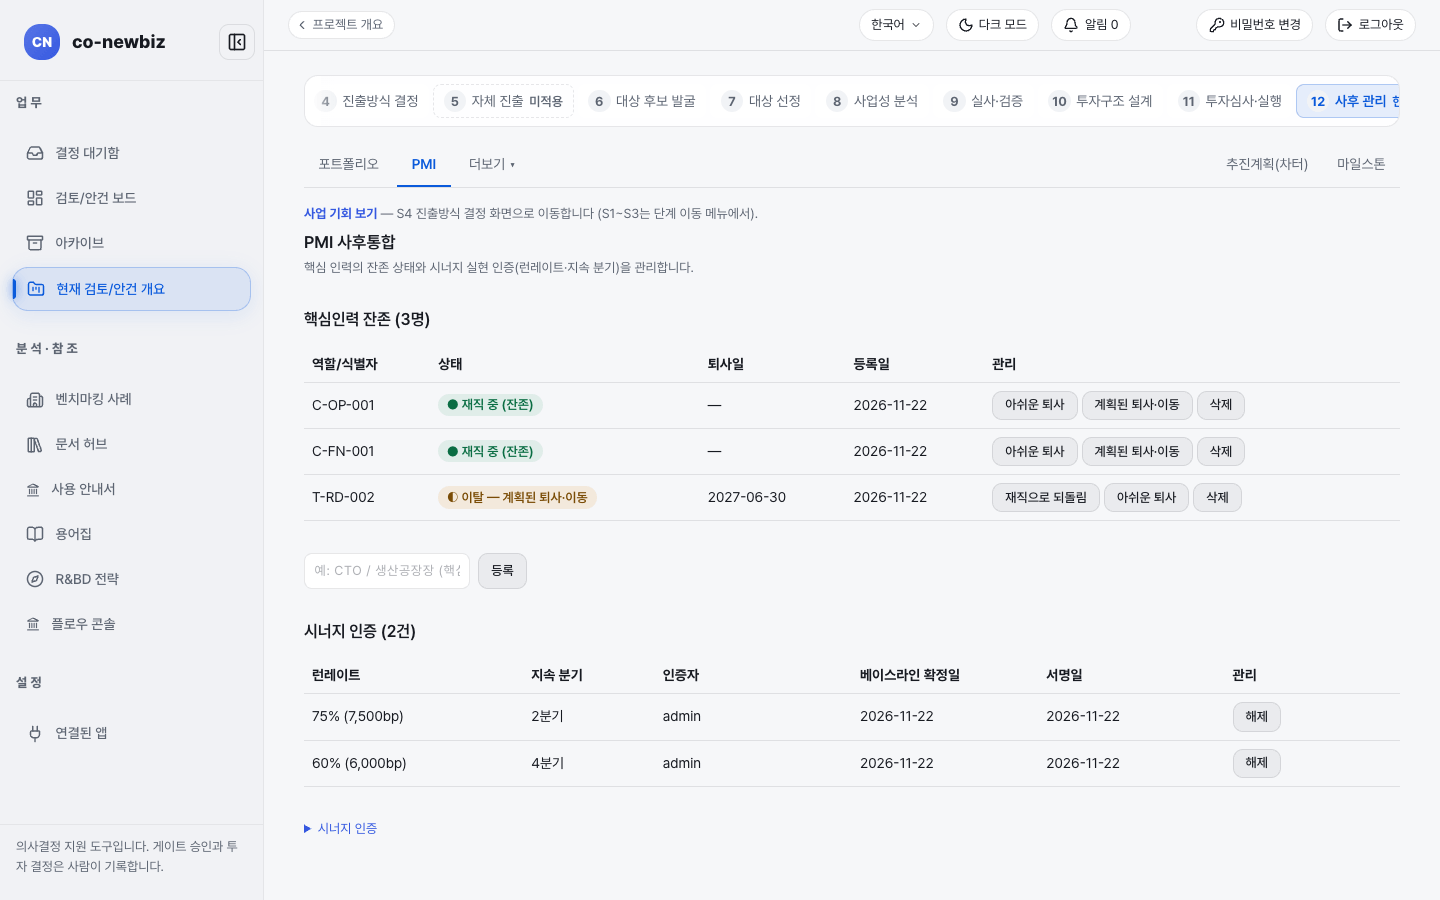 CN co-newbiz
프로젝트 개요
한국어
다크 모드
알림 0
비밀번호 변경
로그아웃
업무
결정 대기함
검토/안건 보드
아카이브
현재 검토/안건 개요
분석·참조
벤치마킹 사례
문서 허브
사용 안내서
용어집
R&BD 전략
플로우 콘솔
설정
연결된 앱
의사결정 지원 도구입니다. 게이트 승인과 투
자 결정은 사람이 기록합니다.
4 진출방식 결정
5 자체 진출 미적용
6 대상 후보 발굴
7 대상 선정
8 사업성 분석
9 실사·검증
10 투자구조 설계
11 투자심사·실행
12 사후 관리
포트폴리오
PMI
더보기 ▾
추진계획(차터)
마일스톤
사업 기회 보기 — S4 진출방식 결정 화면으로 이동합니다 (S1~S3는 단계 이동 메뉴에서).
PMI 사후통합
핵심 인력의 잔존 상태와 시너지 실현 인증(런레이트·지속 분기)을 관리합니다.
핵심인력 잔존 (3명)
역할/식별자 상태 퇴사일 등록일 관리
C-OP-001 ● 재직 중 (잔존) — 2026-11-22 아쉬운 퇴사 계획된 퇴사·이동 삭제
C-FN-001 ● 재직 중 (잔존) — 2026-11-22 아쉬운 퇴사 계획된 퇴사·이동 삭제
T-RD-002 ◐ 이탈 — 계획된 퇴사·이동 2027-06-30 2026-11-22 재직으로 되돌림 아쉬운 퇴사 삭제
예: CTO / 생산공장장 (핵심 등록
시너지 인증 (2건)
런레이트 지속 분기 인증자 베이스라인 확정일 서명일 관리
75% (7,500bp) 2분기 admin 2026-11-22 2026-11-22 해제
60% (6,000bp) 4분기 admin 2026-11-22 2026-11-22 해제
▶ 시너지 인증